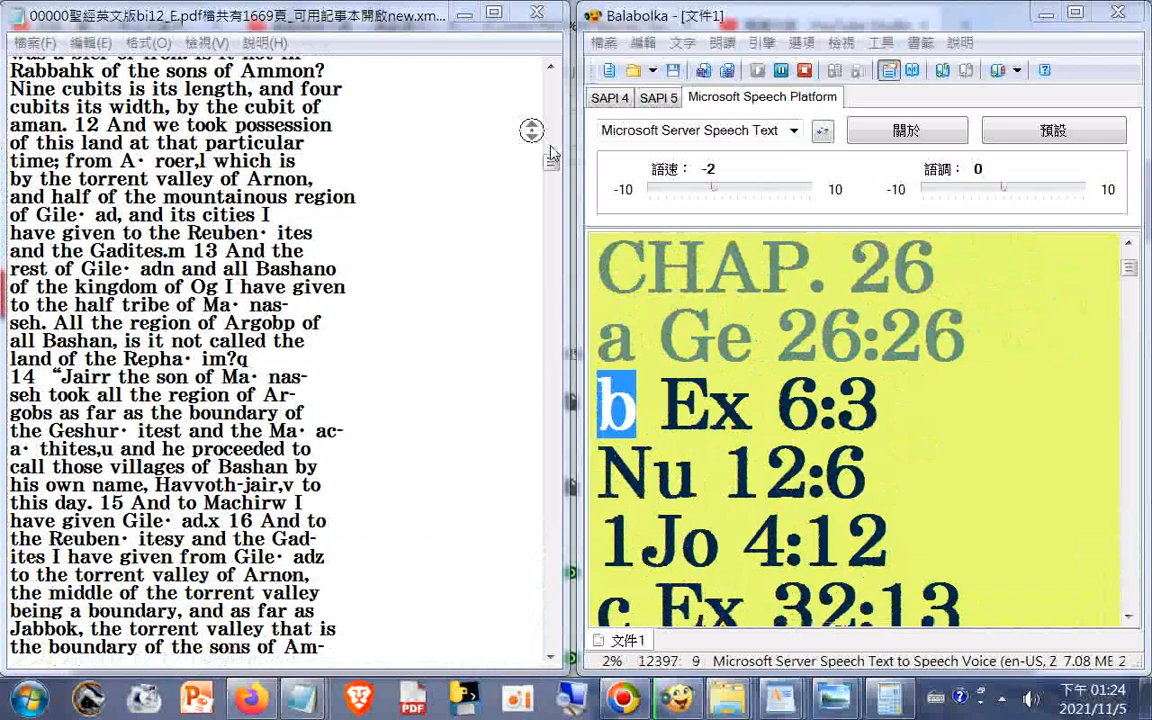 00000聖經英文版bi12_E.pdf檔共有1669頁_可用記事本開啟new.xm...
檔案(F) 編輯(E) 格式(O) 檢視(V) 說明(H)
Rabbahk of the sons of Ammon?
Nine cubits is its length, and four
cubits its width, by the cubit of
aman. 12 And we took possession
of this land at that particular
time; from A· roer,l which is
by the torrent valley of Arnon,
and half of the mountainous region
of Gile· ad, and its cities I
have given to the Reuben· ites
and the Gadites.m 13 And the
rest of Gile· adn and all Bashano
of the kingdom of Og I have given
to the half tribe of Ma· nas-
seh. All the region of Argobp of
all Bashan, is it not called the
land of the Repha· im?q
14 “Jairr the son of Ma· nas-
seh took all the region of Ar-
gobs as far as the boundary of
the Geshur· itest and the Ma· ac-
a· thites,u and he proceeded to
call those villages of Bashan by
his own name, Havvoth-jair,v to
this day. 15 And to Machirw I
have given Gile· ad.x 16 And to
the Reuben· itesy and the Gad-
ites I have given from Gile· adz
to the torrent valley of Arnon,
the middle of the torrent valley
being a boundary, and as far as
Jabbok, the torrent valley that is
the boundary of the sons of Am-
Balabolka - [文件1]
檔案 編輯 文字 朗讀 引擎 選項 檢視 工具 書籤 說明
SAPI 4 SAPI 5 Microsoft Speech Platform
Microsoft Server Speech Text 關於 預設
語速: -2 語調: 0
-10 10 -10 10
CHAP. 26
a Ge 26:26
b Ex 6:3
Nu 12:6
1Jo 4:12
c Ex 32:13
文件1
2% 12397: 9 Microsoft Server Speech Text to Speech Voice (en-US, Z 7.08 MB 2
PDF
下午 01:24
2021/11/5